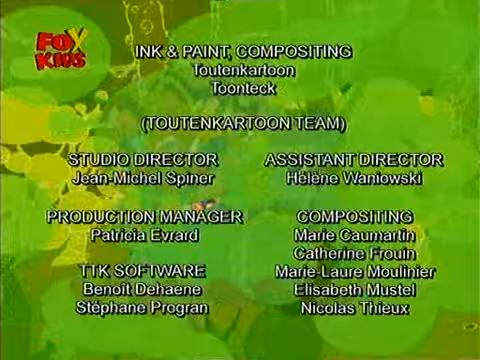 FOX
KIDS
INK & PAINT, COMPOSITING
Toutenkartoon
Toonteck
(TOUTENKARTOON TEAM)
STUDIO DIRECTOR
Jean-Michel Spiner
ASSISTANT DIRECTOR
Hélène Wantowski
PRODUCTION MANAGER
Patricia Evrard
TTK SOFTWARE
Benoît Dehaene
Stéphane Progran
COMPOSITING
Marie Caumartin
Catherine Frouin
Marie-Laure Moulinier
Elisabeth Mustel
Nicolas Thieux